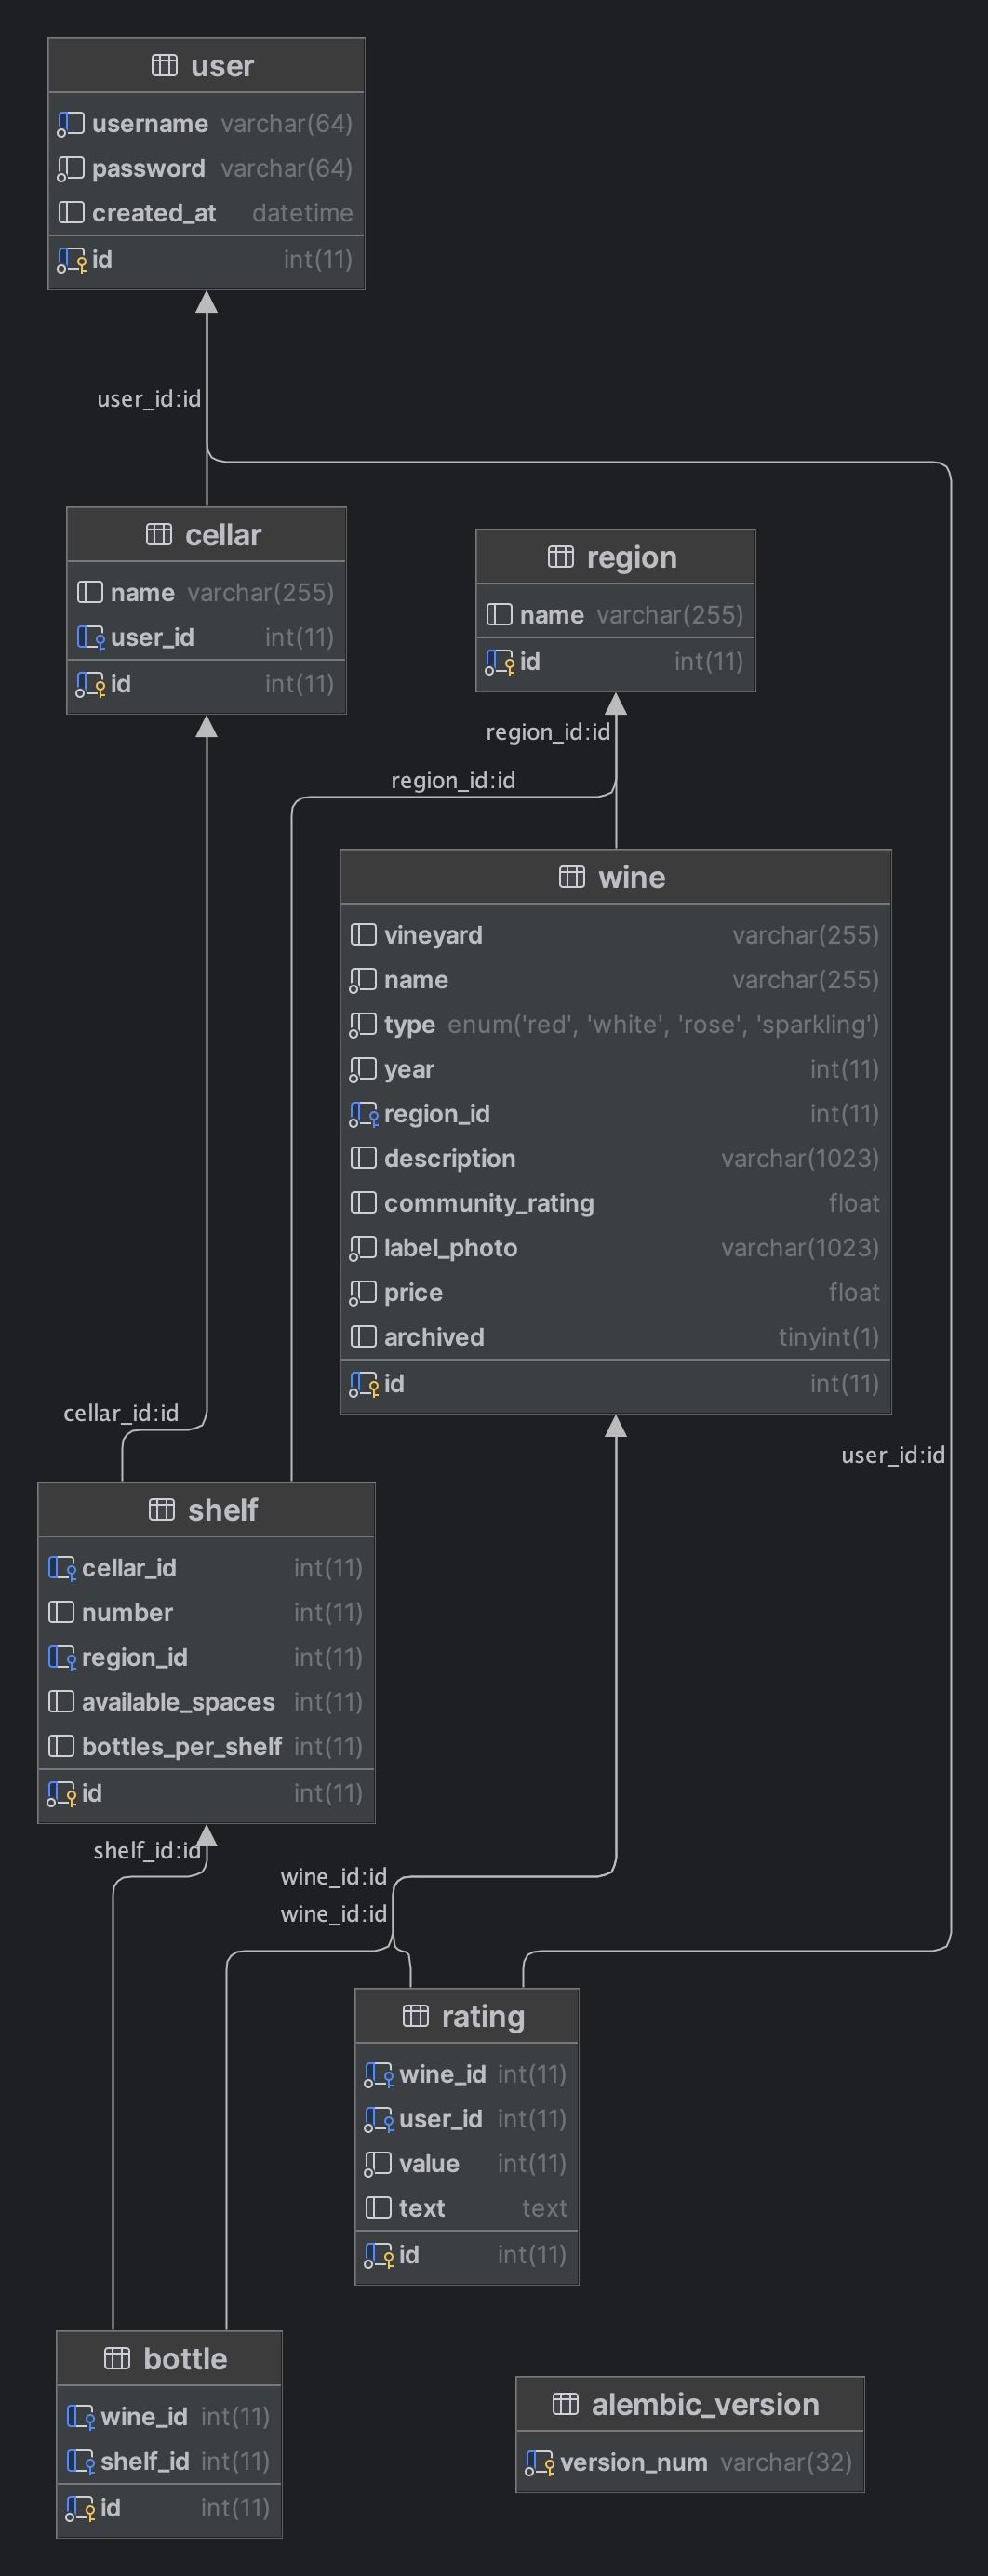 user
username varchar(64)
password varchar(64)
created_at datetime
id int(11)
user_id:id
cellar
name varchar(255)
user_id int(11)
id int(11)
region
name varchar(255)
id int(11)
region_id:id
region_id:id
wine
vineyard varchar(255)
name varchar(255)
type enum('red', 'white', 'rose', 'sparkling')
year int(11)
region_id int(11)
description varchar(1023)
community_rating float
label_photo varchar(1023)
price float
archived tinyint(1)
id int(11)
cellar_id:id
user_id:id
shelf
cellar_id int(11)
number int(11)
region_id int(11)
available_spaces int(11)
bottles_per_shelf int(11)
id int(11)
shelf_id:id
wine_id:id
wine_id:id
rating
wine_id int(11)
user_id int(11)
value int(11)
text text
id int(11)
bottle
wine_id int(11)
shelf_id int(11)
id int(11)
alembic_version
version_num varchar(32)